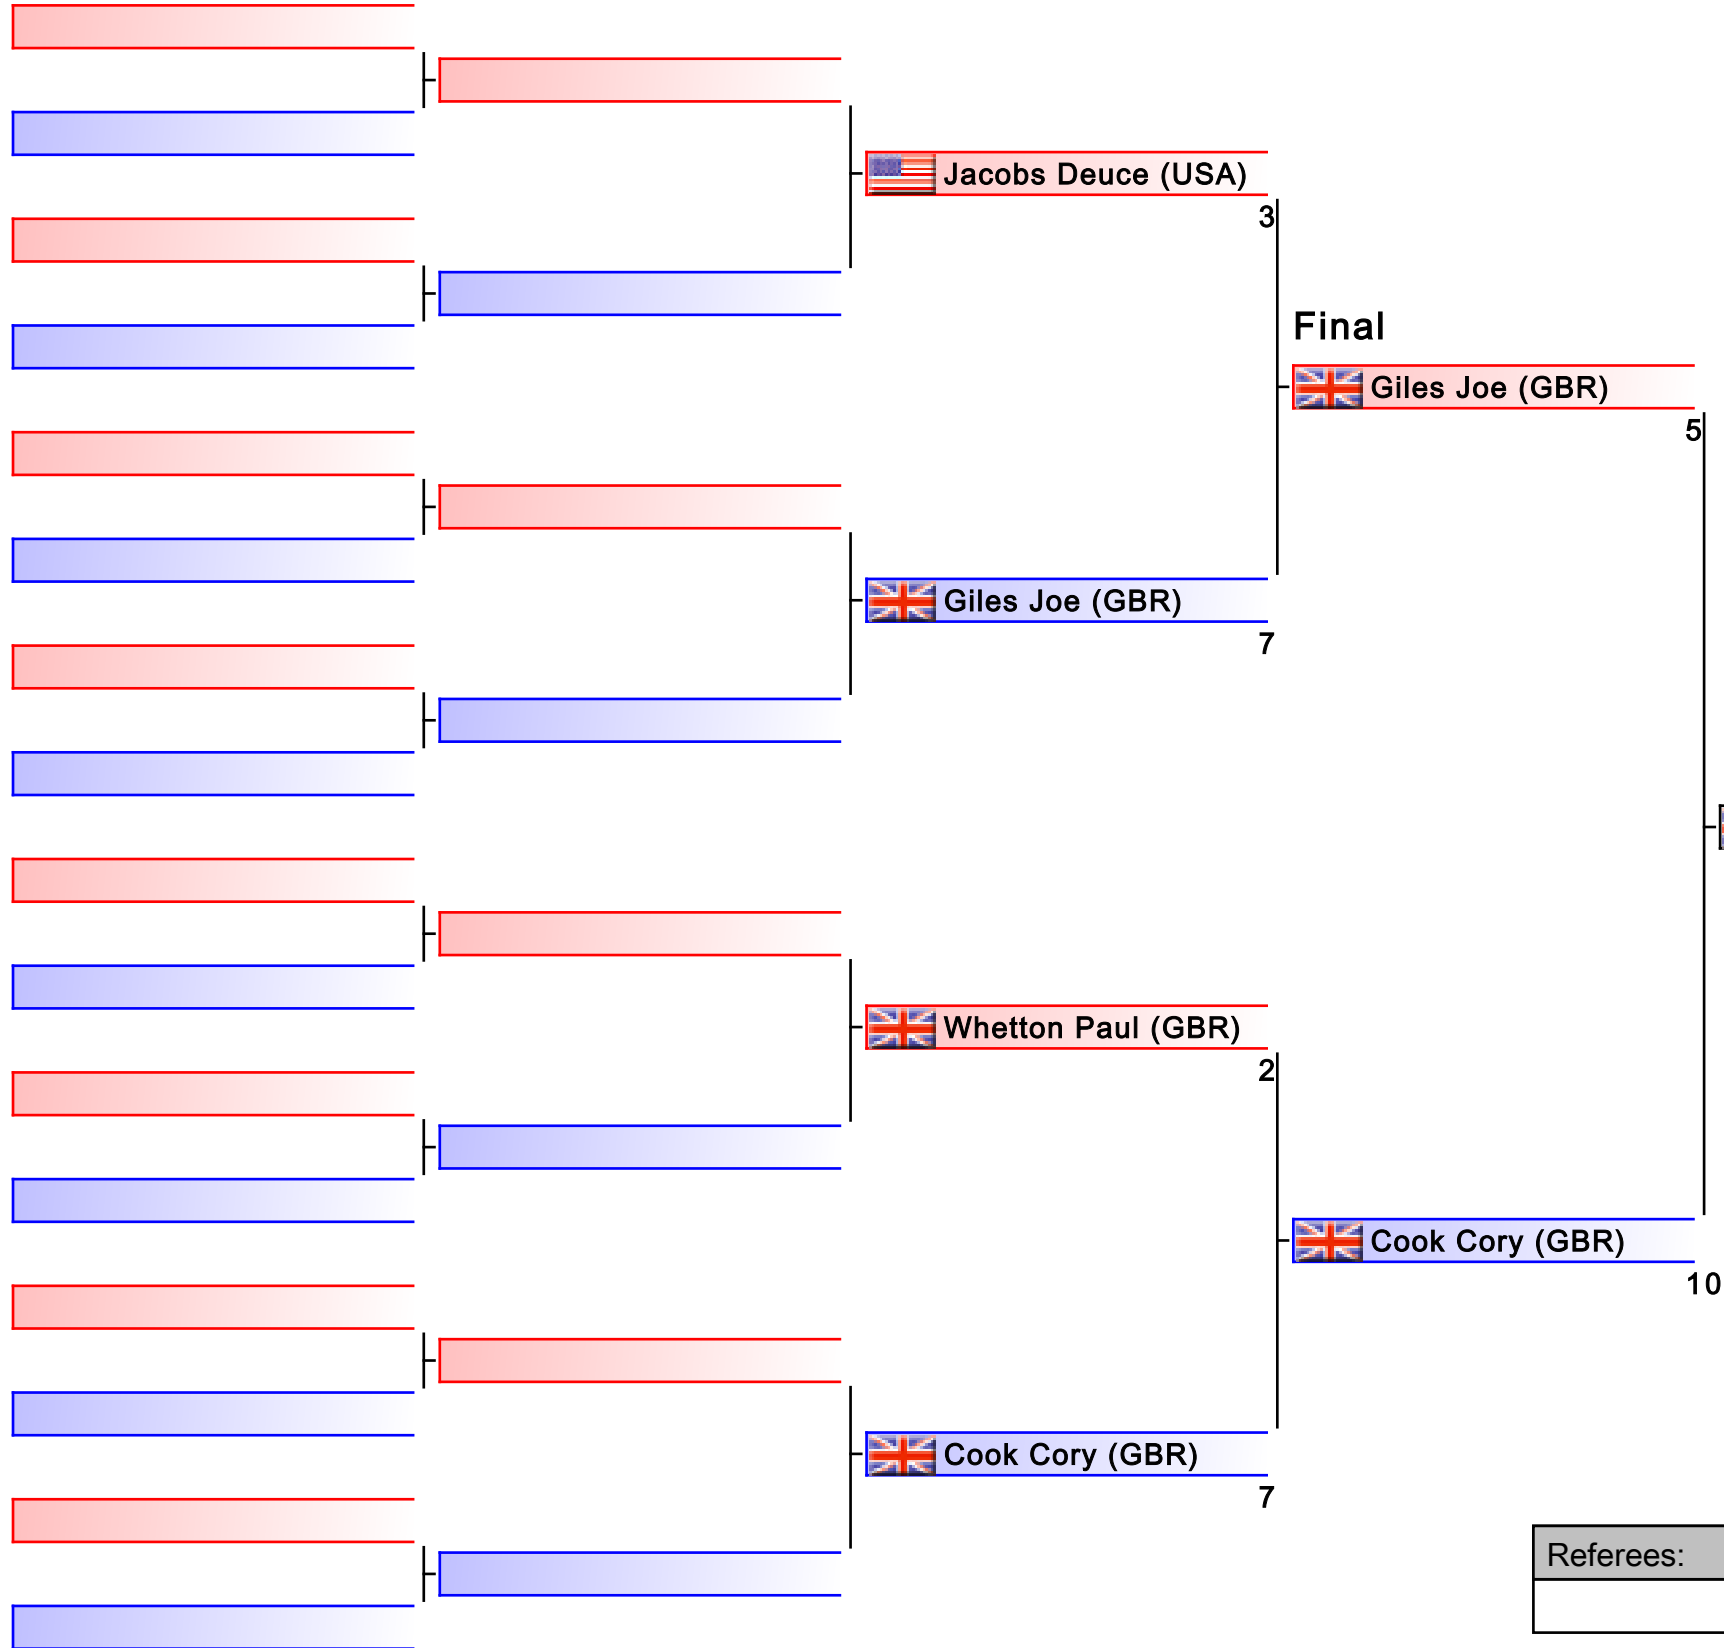 Jacobs Deuce (USA)
3
Final
Giles Joe (GBR)
5
Giles Joe (GBR)
7
Whetton Paul (GBR)
2
Cook Cory (GBR)
10
Cook Cory (GBR)
7
Referees: